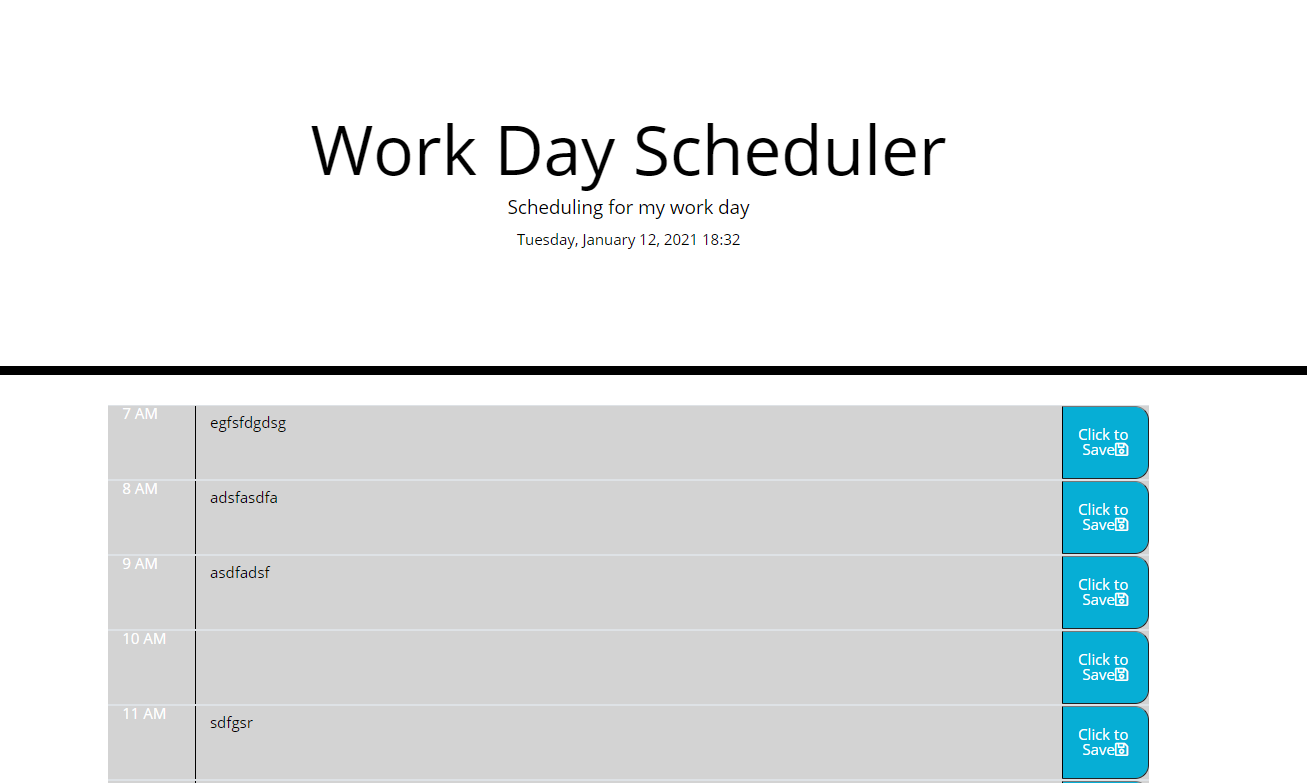 Work Day Scheduler
Scheduling for my work day
Tuesday, January 12, 2021 18:32
7 AM
egfsfdgdsg
Click to
Save
8 AM
adsfasdfa
Click to
Save
9 AM
asdfadsf
Click to
Save
10 AM
Click to
Save
11 AM
sdfgsr
Click to
Save